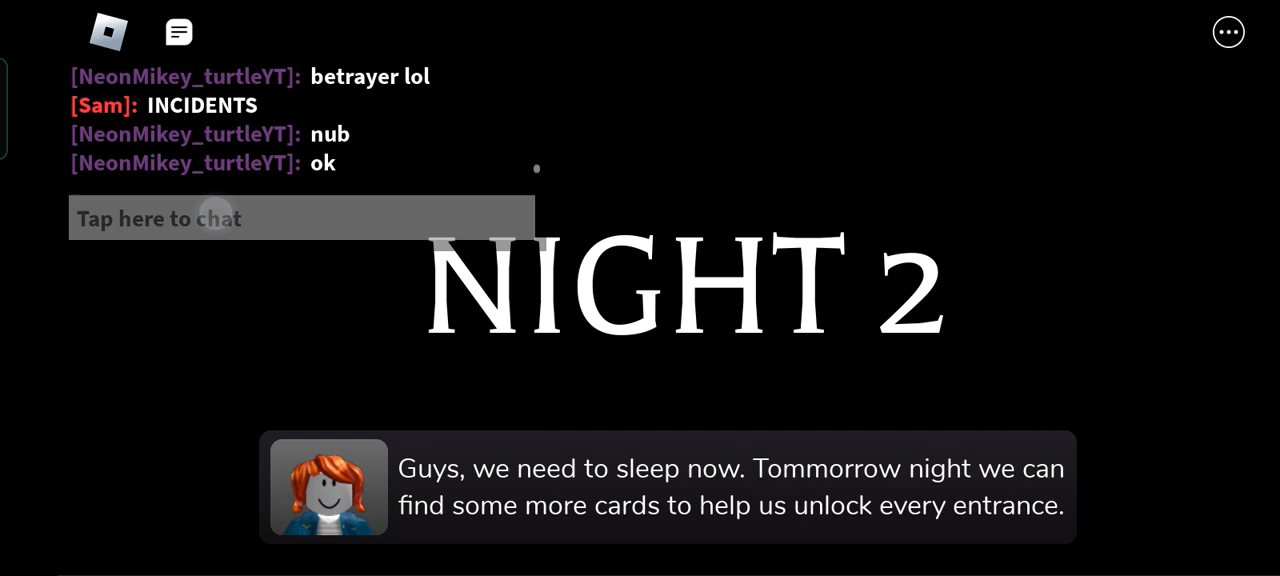 [NeonMikey_turtleYT]: betrayer lol
[Sam]: INCIDENTS
[NeonMikey_turtleYT]: nub
[NeonMikey_turtleYT]: ok
Tap here to chat
NIGHT 2
Guys, we need to sleep now. Tommorrow night we can
find some more cards to help us unlock every entrance.